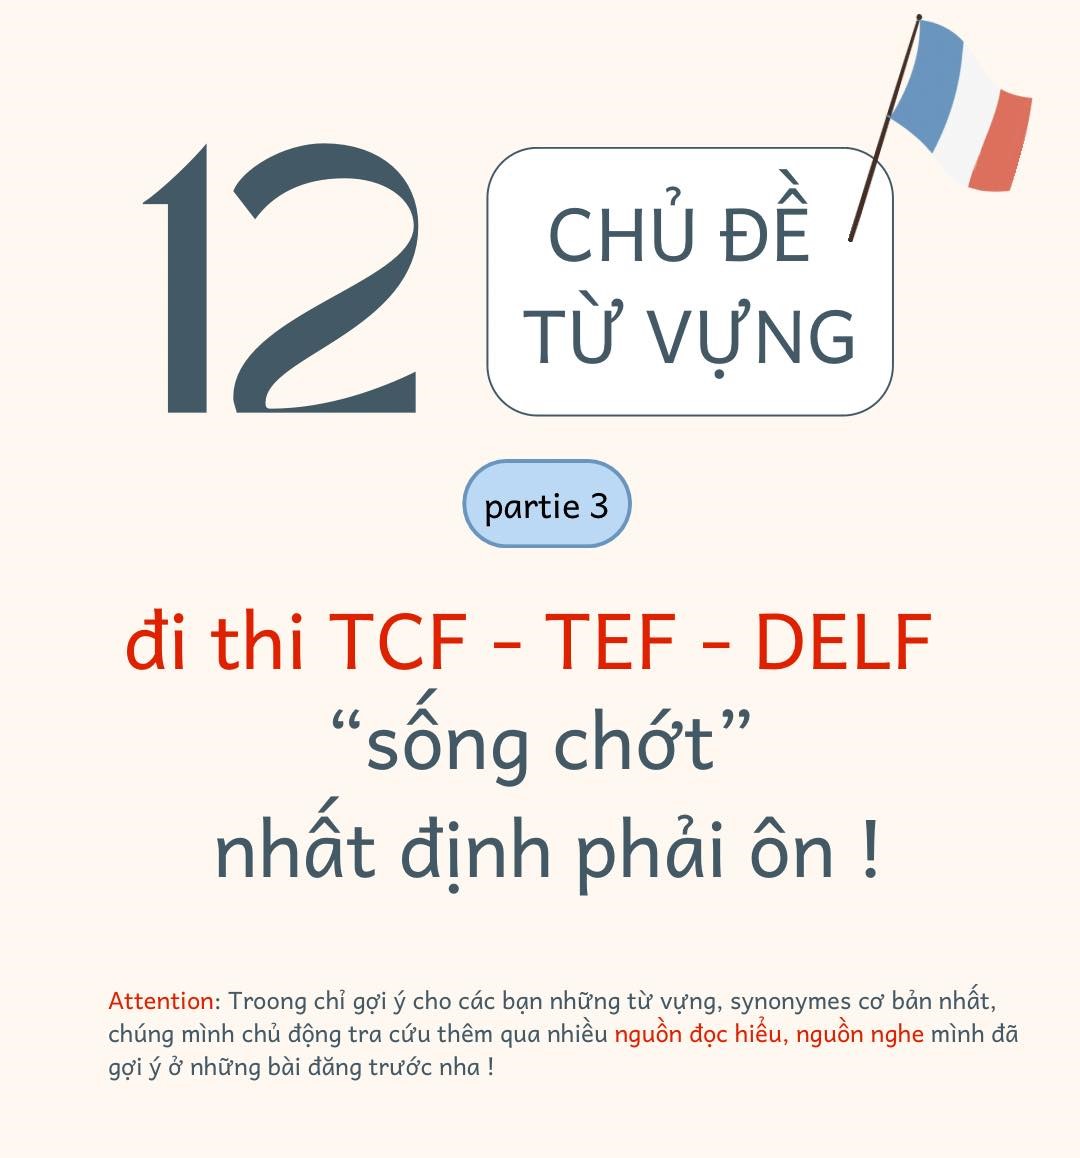 12
CHỦ ĐỀ
TỪ VỰNG
partie 3
đi thi TCF - TEF - DELF
“sống chớt”
nhất định phải ôn !
Attention: Troong chỉ gợi ý cho các bạn những từ vựng, synonymes cơ bản nhất,
chúng mình chủ động tra cứu thêm qua nhiều nguồn đọc hiểu, nguồn nghe mình đã
gợi ý ở những bài đăng trước nha !